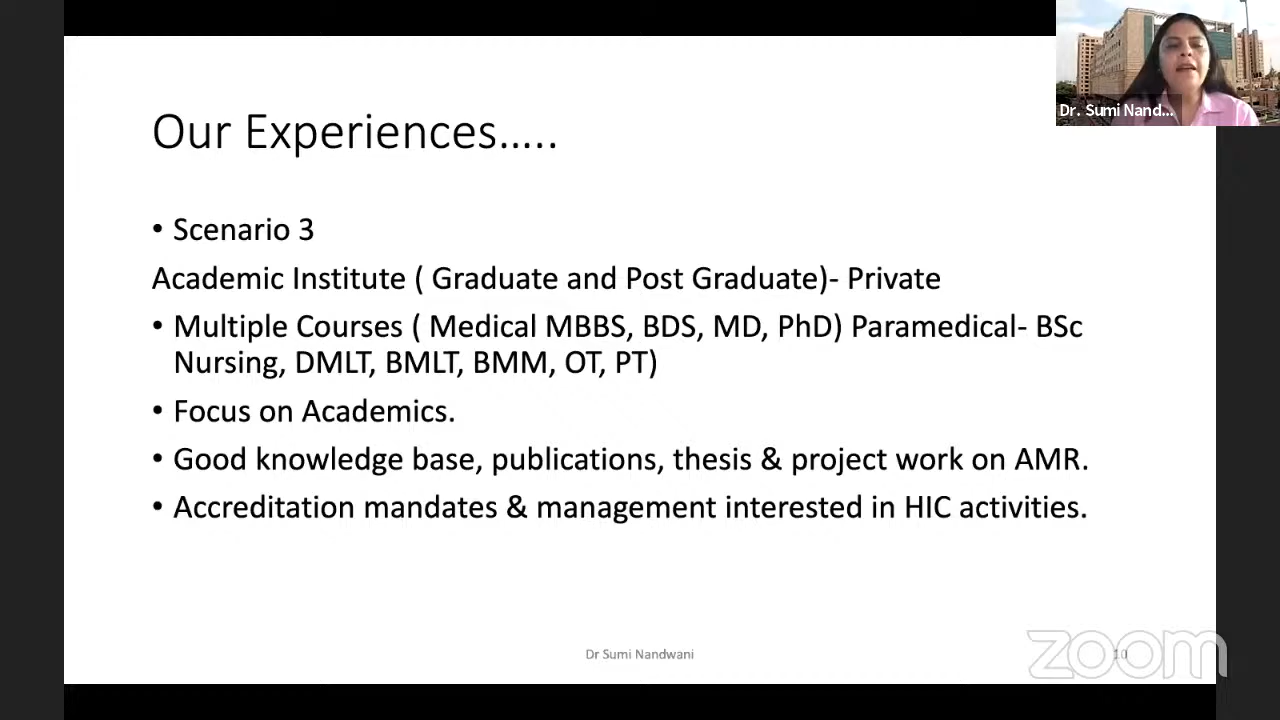 Dr. Sumi Nand...
Our Experiences.....
• Scenario 3
Academic Institute ( Graduate and Post Graduate)- Private
• Multiple Courses ( Medical MBBS, BDS, MD, PhD) Paramedical- BSc
Nursing, DMLT, BMLT, BMM, OT, PT)
• Focus on Academics.
• Good knowledge base, publications, thesis & project work on AMR.
• Accreditation mandates & management interested in HIC activities.
Dr Sumi Nandwani
10
zoom